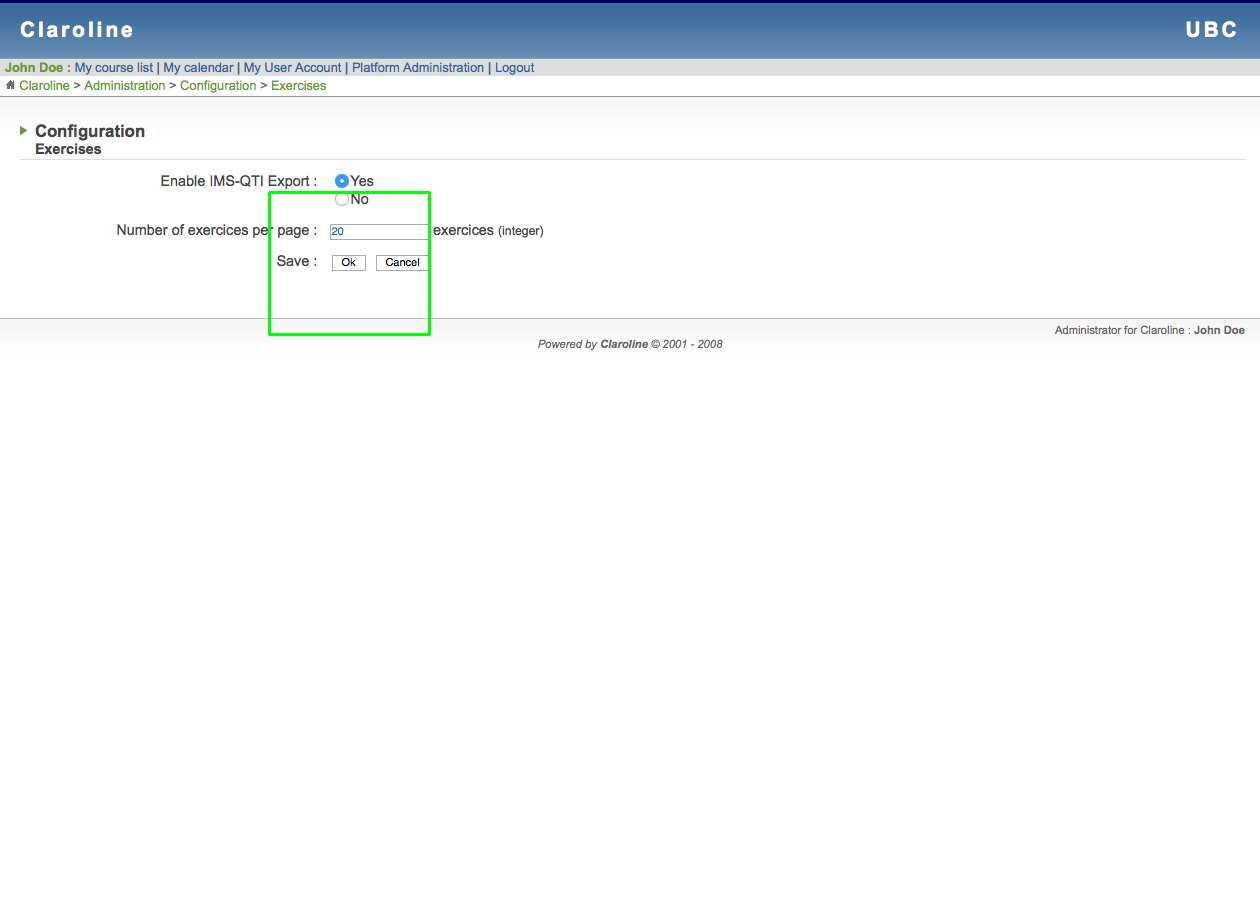 Claroline UBC
John Doe : My course list | My calendar | My User Account | Platform Administration | Logout
Claroline > Administration > Configuration > Exercises
Configuration
Exercises
Enable IMS-QTI Export : Yes
No
Number of exercices per page : 20 exercices (integer)
Save : Ok Cancel
Administrator for Claroline : John Doe
Powered by Claroline © 2001 - 2008